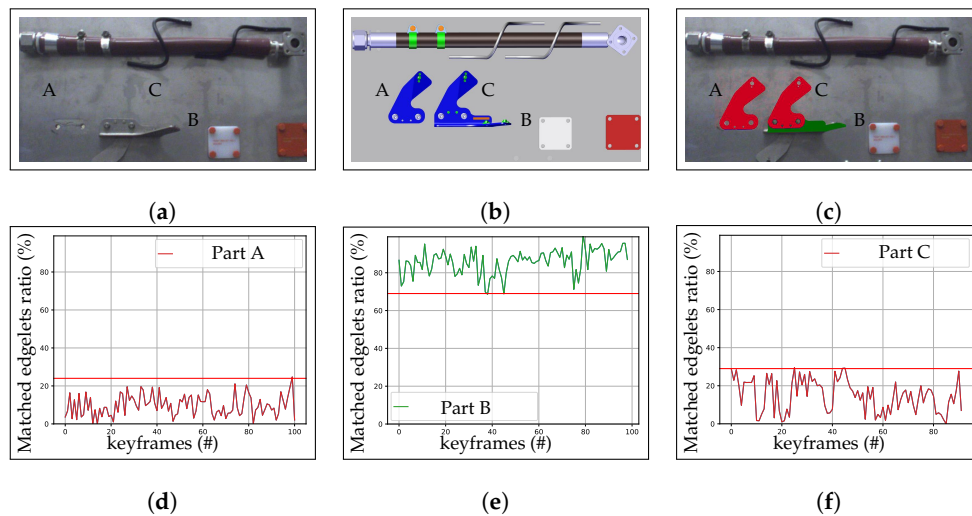 A C B
A C B
A C B
(a) (b) (c)
Matched edgelets ratio (%)
80
60
40
20
0
0 20 40 60 80 100
keyframes (#)
Part A
Matched edgelets ratio (%)
80
60
40
20
0
0 20 40 60 80 100
keyframes (#)
Part B
Matched edgelets ratio (%)
80
60
40
20
0
0 20 40 60 80
keyframes (#)
Part C
(d) (e) (f)